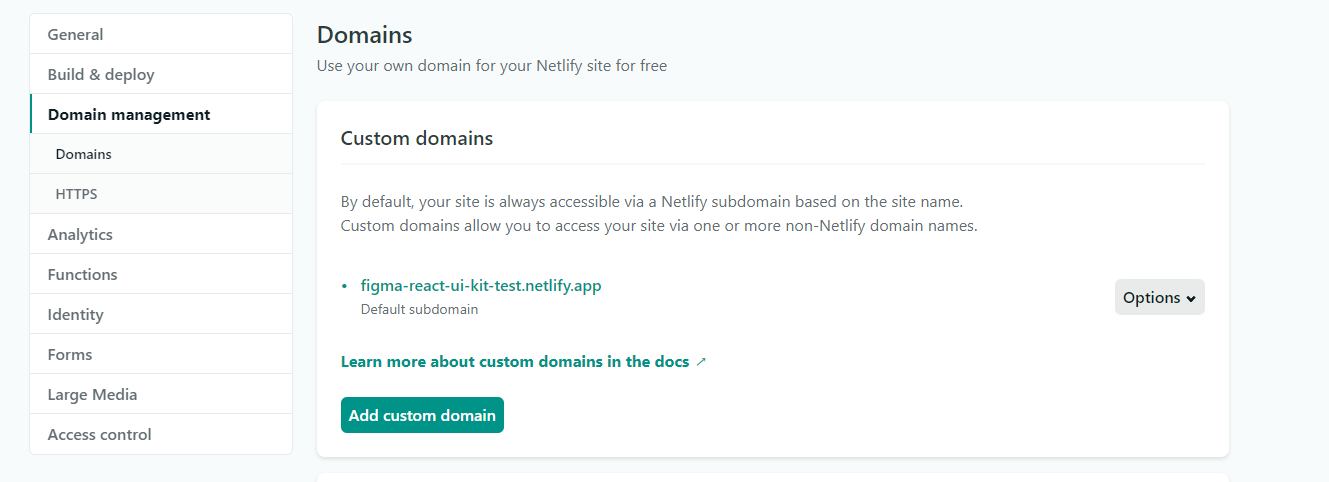 General
Build & deploy
Domain management
Domains
HTTPS
Analytics
Functions
Identity
Forms
Large Media
Access control
Domains
Use your own domain for your Netlify site for free
Custom domains
By default, your site is always accessible via a Netlify subdomain based on the site name.
Custom domains allow you to access your site via one or more non-Netlify domain names.
• figma-react-ui-kit-test.netlify.app
Default subdomain
Options
Learn more about custom domains in the docs ↗
Add custom domain